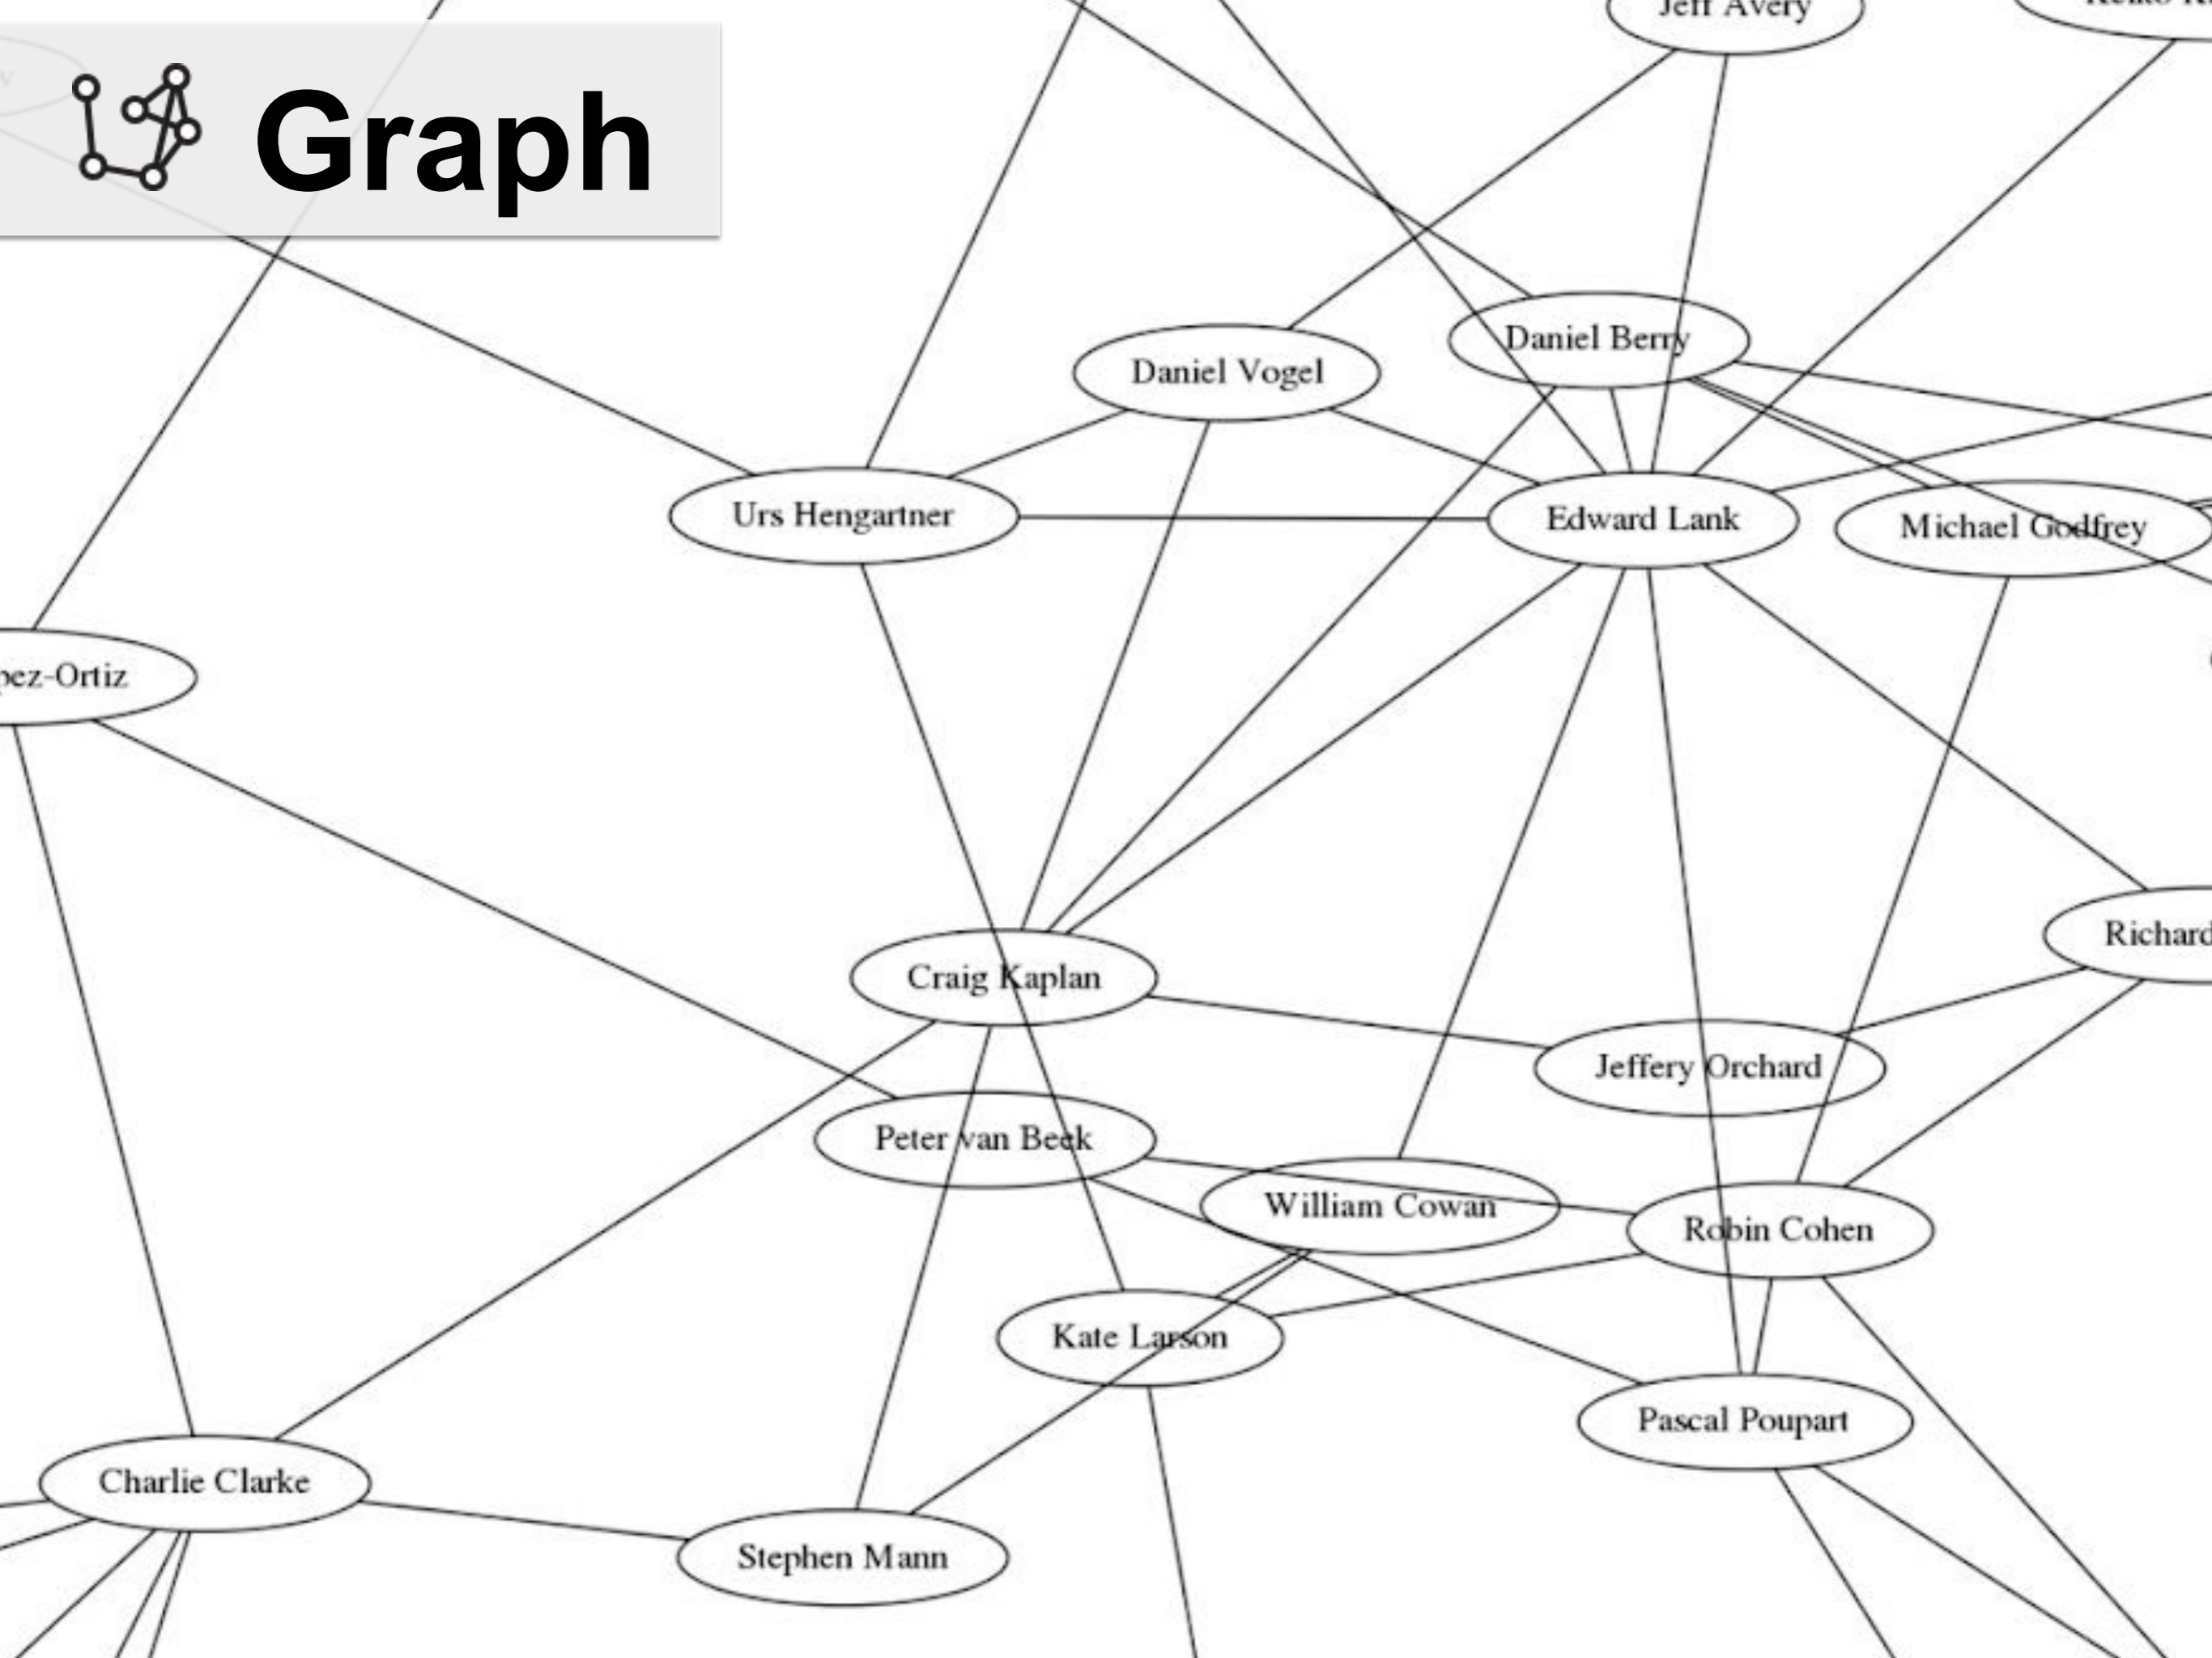 Jeff Avery
Graph
Daniel Berry
Daniel Vogel
Urs Hengartner
Edward Lank
Michael Godfrey
pez-Ortiz
Richard
Craig Kaplan
Jeffery Orchard
Peter van Beek
William Cowan
Robin Cohen
Kate Larson
Pascal Poupart
Charlie Clarke
Stephen Mann